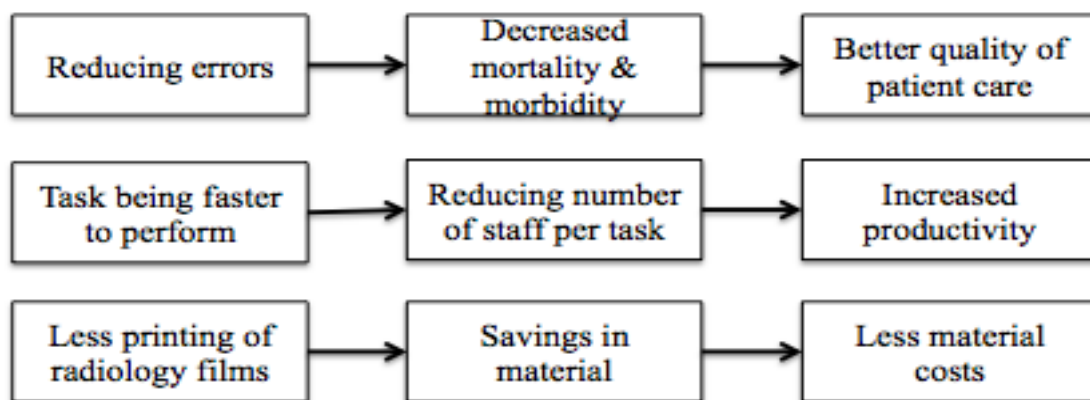 Reducing errors
Decreased
mortality &
morbidity
Better quality of
patient care
Task being faster
to perform
Reducing number
of staff per task
Increased
productivity
Less printing of
radiology films
Savings in
material
Less material
costs